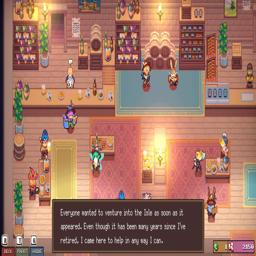 Everyone wanted to venture into the Isle as soon as it
appeared. Even though it has been many years since I've
retired, I came here to help in any way I can.